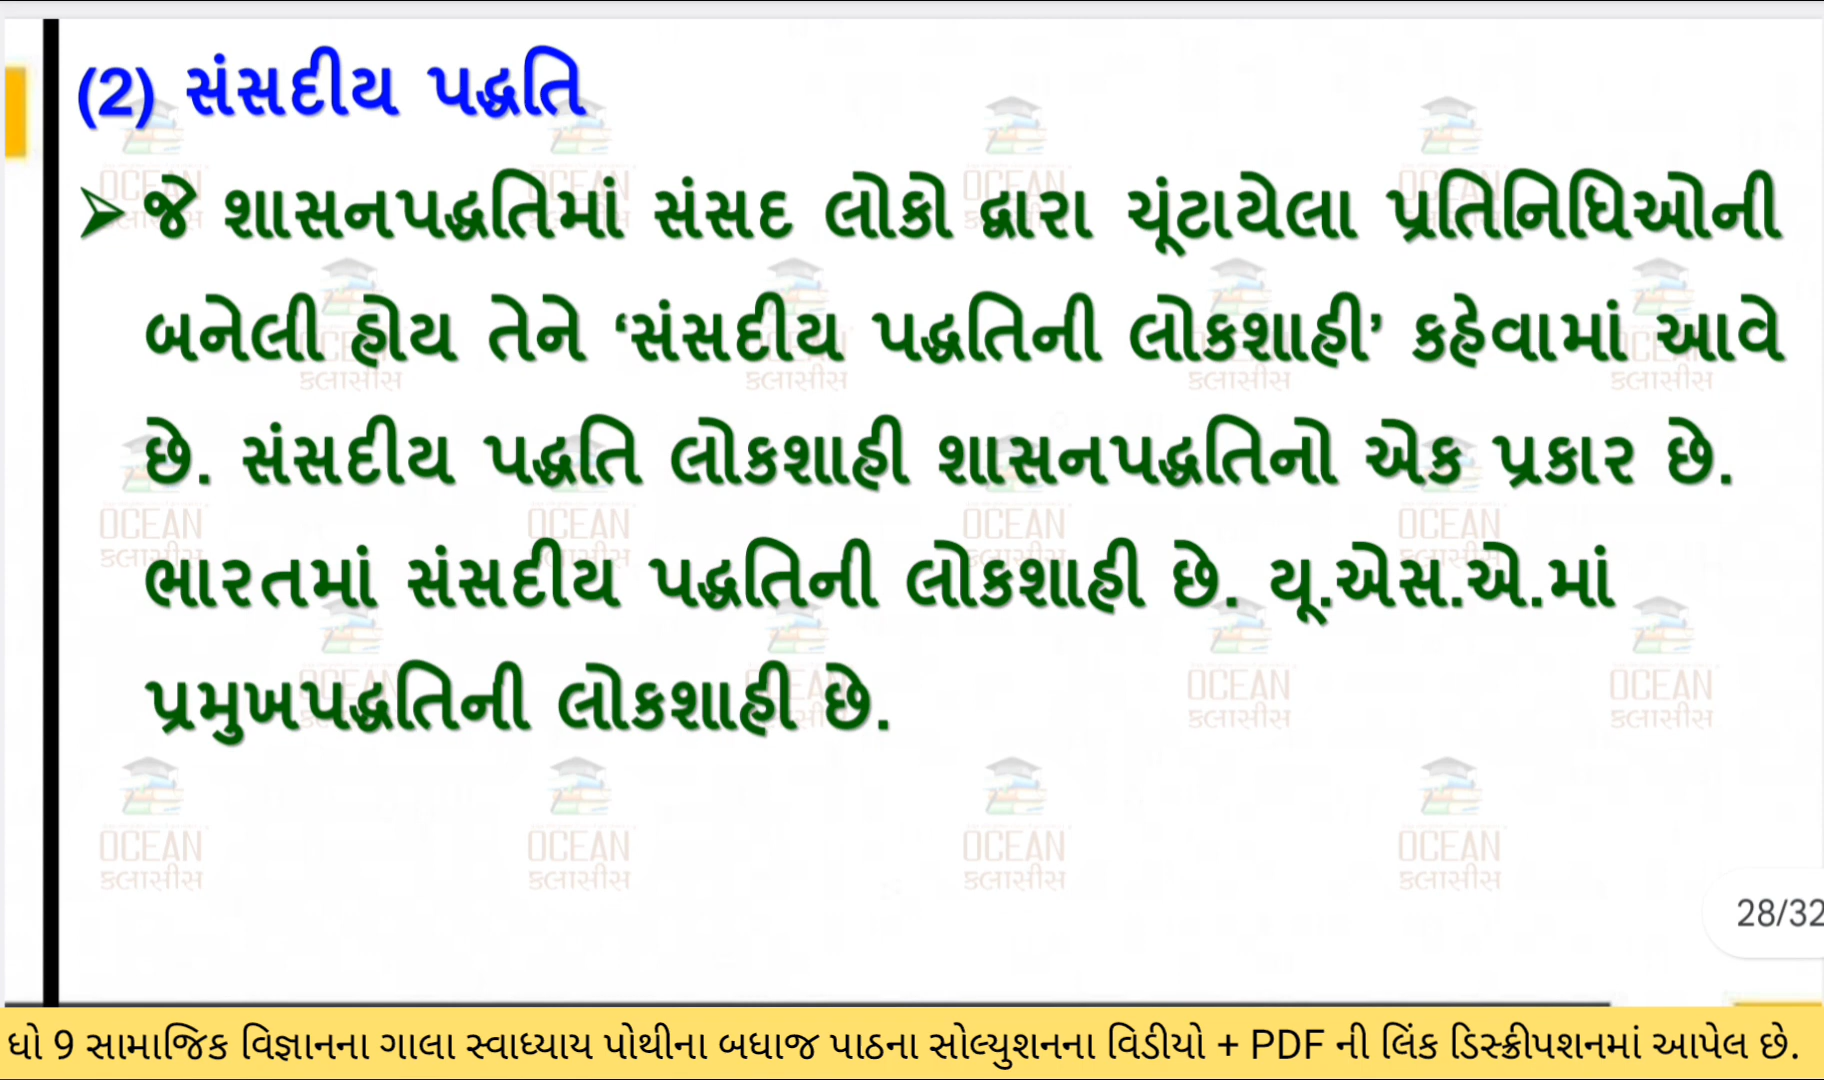 (2) સંસદીય પદ્ધતિ
➢ જે શાસનપદ્ધતિમાં સંસદ લોકો દ્વારા ચૂંટાયેલા પ્રતિનિધિઓની
બનેલી હોય તેને ‘સંસદીય પદ્ધતિની લોકશાહી’ કહેવામાં આવે
છે. સંસદીય પદ્ધતિ લોકશાહી શાસનપદ્ધતિનો એક પ્રકાર છે.
ભારતમાં સંસદીય પદ્ધતિની લોકશાહી છે. યૂ.એસ.એ.માં
પ્રમુખપદ્ધતિની લોકશાહી છે.
OCEAN
કલાસીસ
28/32
ધો 9 સામાજિક વિજ્ઞાનના ગાલા સ્વાધ્યાય પોથીના બધાજ પાઠના સોલ્યુશનના વિડીયો + PDF ની લિંક ડિસ્ક્રીપશનમાં આપેલ છે.